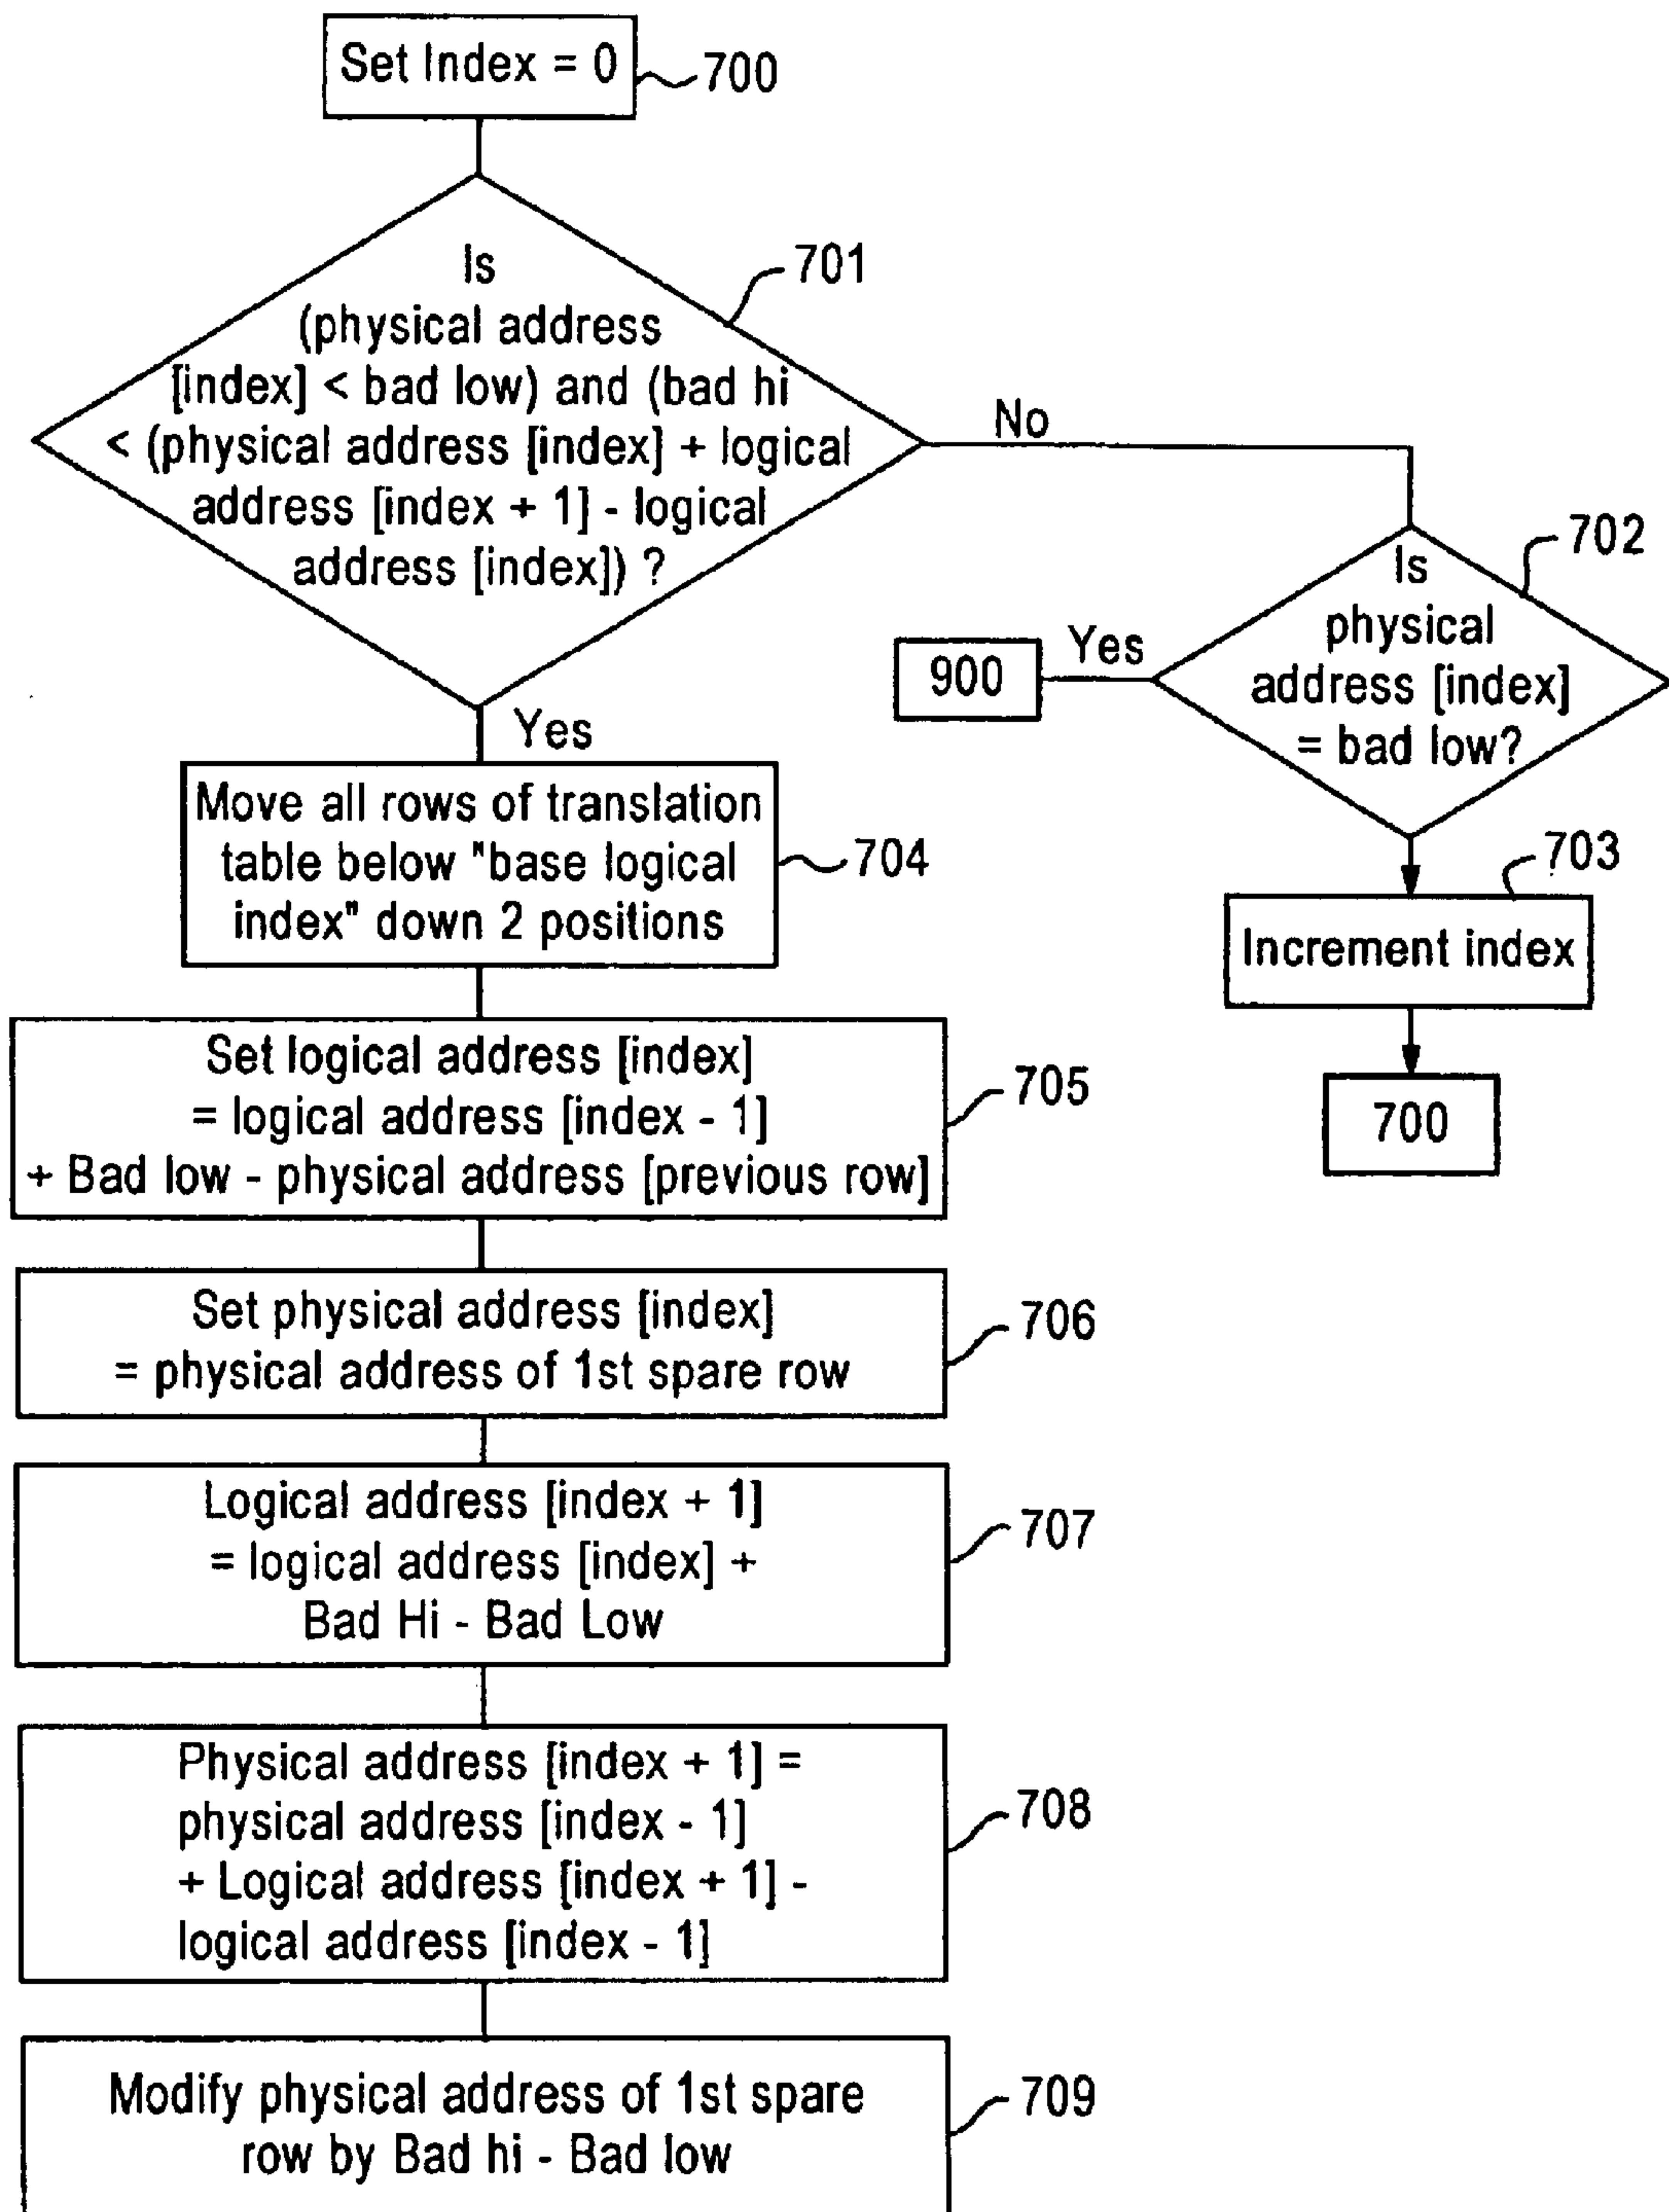 Set Index = 0
700
Is
(physical address
[index] < bad low) and (bad hi
< (physical address [index] + logical
address [index + 1] - logical
address [index]) ?
701
No
Is
physical
address [index]
= bad low?
702
Yes
900
Increment index
703
700
Yes
Move all rows of translation
table below "base logical
index" down 2 positions
704
Set logical address [index]
= logical address [index - 1]
+ Bad low - physical address [previous row]
705
Set physical address [index]
= physical address of 1st spare row
706
Logical address [index + 1]
= logical address [index] +
Bad Hi - Bad Low
707
Physical address [index + 1] =
physical address [index - 1]
+ Logical address [index + 1] -
logical address [index - 1]
708
Modify physical address of 1st spare
row by Bad hi - Bad low
709